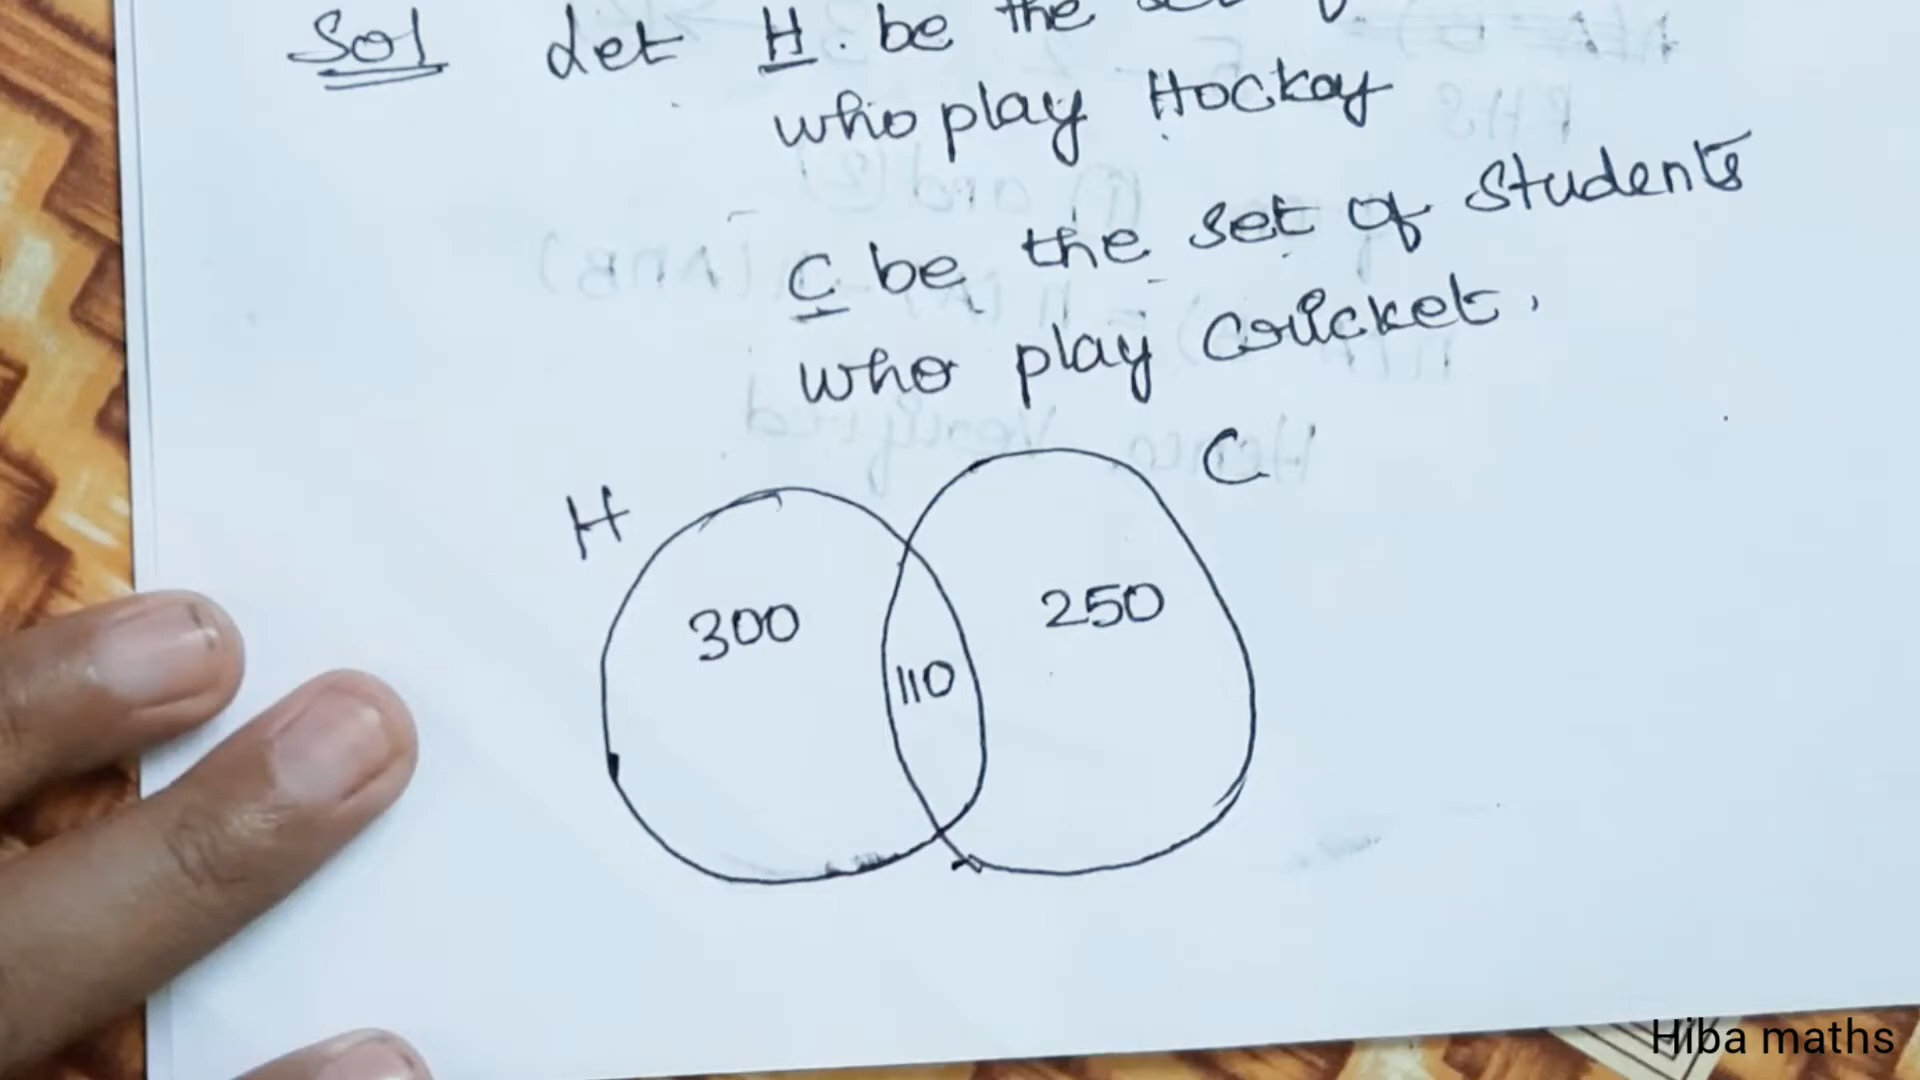 Sol Let H. be the
who play Hockay
C be the set of students
who play Cricket.
C
H
300
250
110
Hiba maths